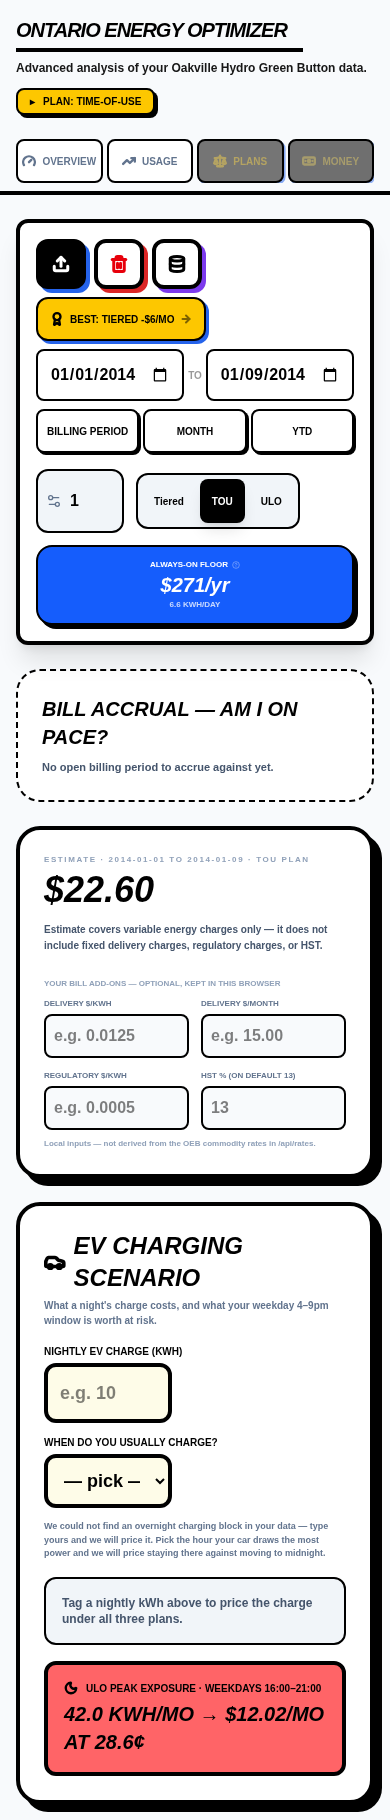 ONTARIO ENERGY OPTIMIZER
Advanced analysis of your Oakville Hydro Green Button data.
▸ PLAN: TIME-OF-USE
OVERVIEW
USAGE
PLANS
MONEY
BEST: TIERED -$6/MO →
01/01/2014
TO
01/09/2014
BILLING PERIOD
MONTH
YTD
1
Tiered
TOU
ULO
ALWAYS-ON FLOOR
$271/yr
6.6 KWH/DAY
BILL ACCRUAL — AM I ON
PACE?
No open billing period to accrue against yet.
ESTIMATE · 2014-01-01 TO 2014-01-09 · TOU PLAN
$22.60
Estimate covers variable energy charges only — it does not
include fixed delivery charges, regulatory charges, or HST.
YOUR BILL ADD-ONS — OPTIONAL, KEPT IN THIS BROWSER
DELIVERY $/KWH
DELIVERY $/MONTH
e.g. 0.0125
e.g. 15.00
REGULATORY $/KWH
HST % (ON DEFAULT 13)
e.g. 0.0005
13
Local inputs — not derived from the OEB commodity rates in /api/rates.
EV CHARGING
SCENARIO
What a night's charge costs, and what your weekday 4–9pm
window is worth at risk.
NIGHTLY EV CHARGE (KWH)
e.g. 10
WHEN DO YOU USUALLY CHARGE?
— pick —
We could not find an overnight charging block in your data — type
yours and we will price it. Pick the hour your car draws the most
power and we will price staying there against moving to midnight.
Tag a nightly kWh above to price the charge
under all three plans.
ULO PEAK EXPOSURE · WEEKDAYS 16:00–21:00
42.0 KWH/MO → $12.02/MO
AT 28.6¢